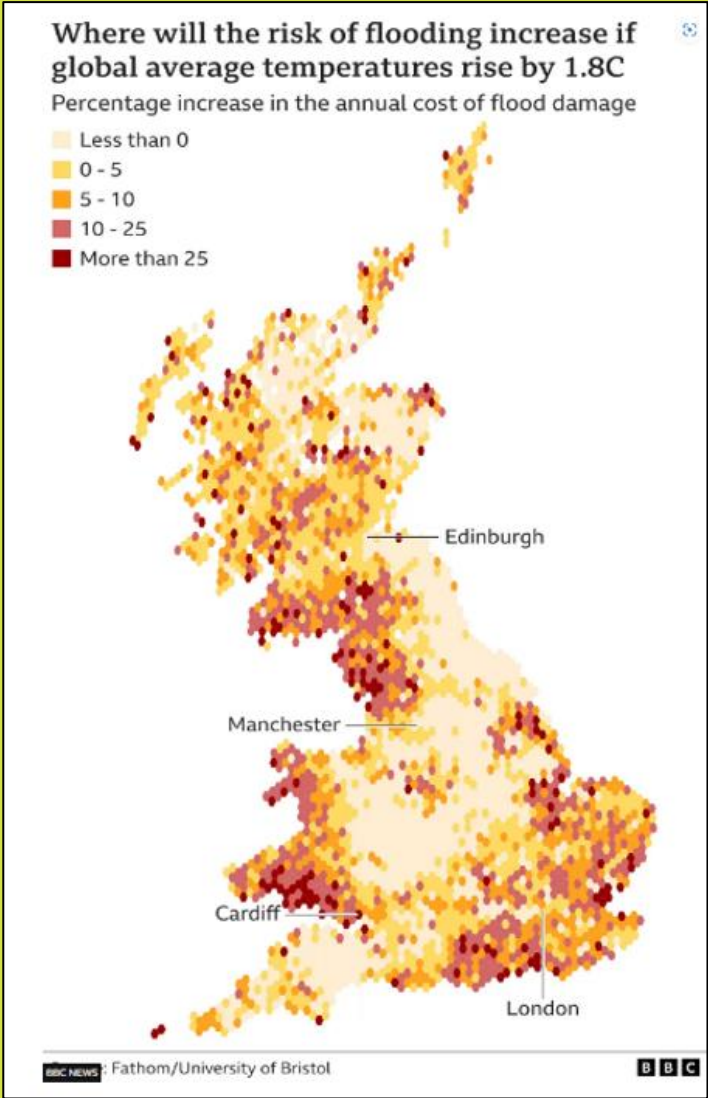 Where will the risk of flooding increase if
global average temperatures rise by 1.8C
Percentage increase in the annual cost of flood damage
Less than 0
0 - 5
5 - 10
10 - 25
More than 25
Edinburgh
Manchester
Cardiff
London
BBC NEWS : Fathom/University of Bristol
BBC